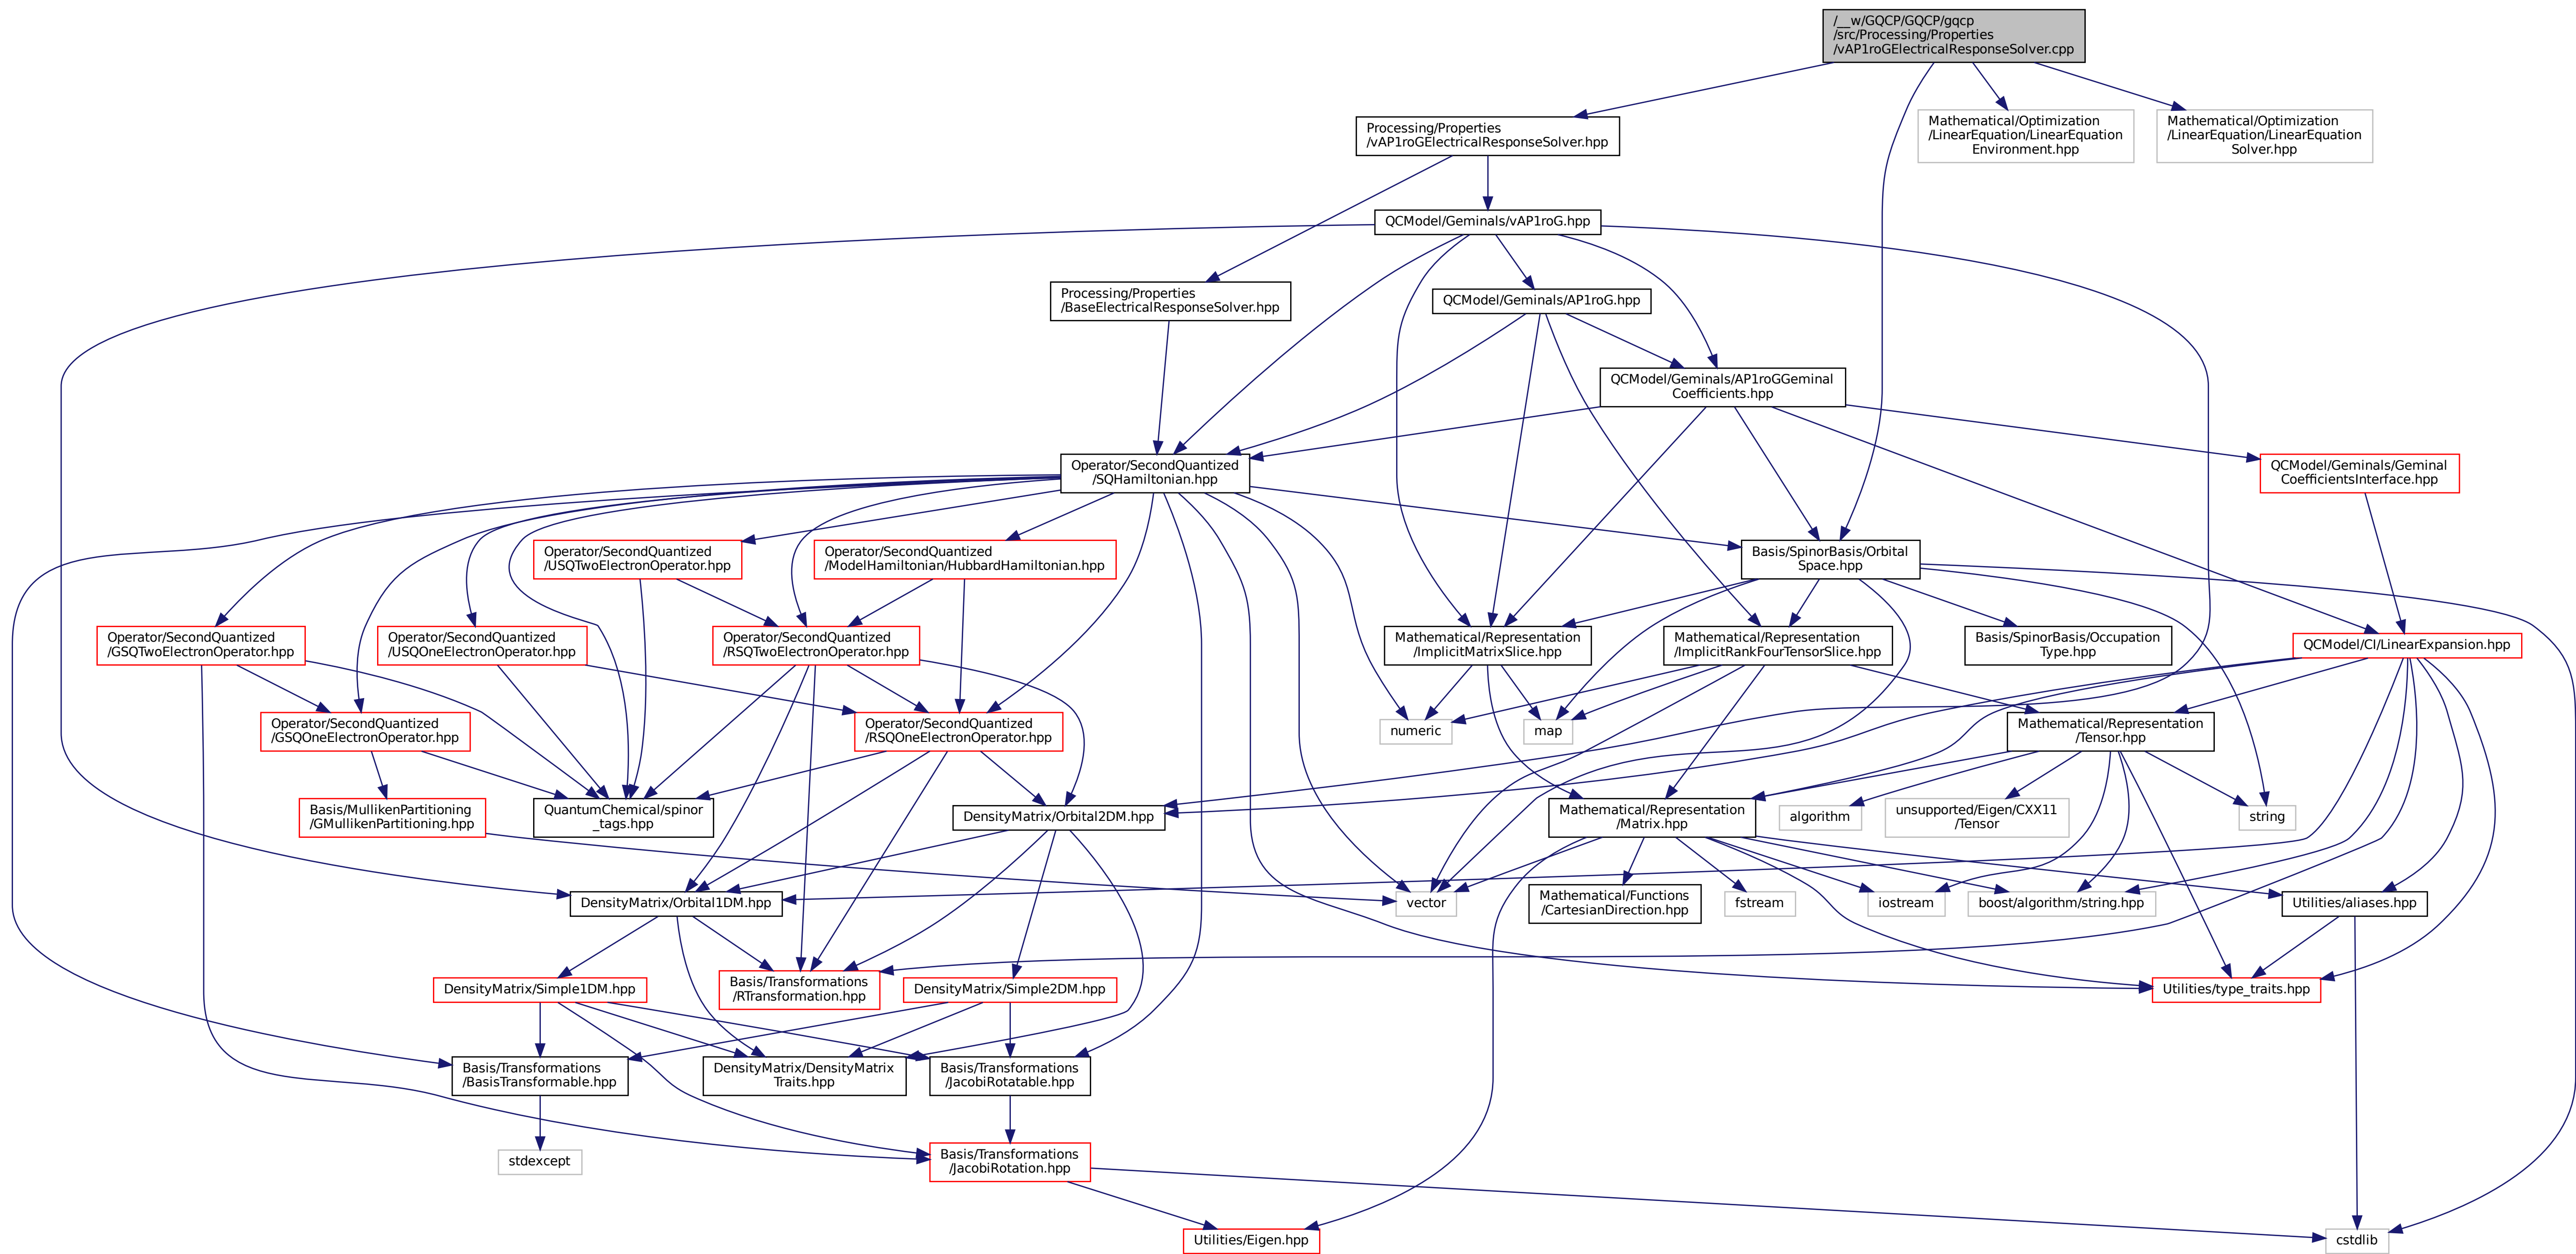 /__w/GQCP/GQCP/gqcp
/src/Processing/Properties
/vAP1roGElectricalResponseSolver.cpp
Processing/Properties
/vAP1roGElectricalResponseSolver.hpp
Mathematical/Optimization
/LinearEquation/LinearEquation
Environment.hpp
Mathematical/Optimization
/LinearEquation/LinearEquation
Solver.hpp
QCModel/Geminals/vAP1roG.hpp
Processing/Properties
/BaseElectricalResponseSolver.hpp
QCModel/Geminals/AP1roG.hpp
QCModel/Geminals/AP1roGGeminal
Coefficients.hpp
Operator/SecondQuantized
/SQHamiltonian.hpp
QCModel/Geminals/Geminal
CoefficientsInterface.hpp
Operator/SecondQuantized
/USQTwoElectronOperator.hpp
Operator/SecondQuantized
/ModelHamiltonian/HubbardHamiltonian.hpp
Basis/SpinorBasis/Orbital
Space.hpp
Operator/SecondQuantized
/GSQTwoElectronOperator.hpp
Operator/SecondQuantized
/USQOneElectronOperator.hpp
Operator/SecondQuantized
/RSQTwoElectronOperator.hpp
Mathematical/Representation
/ImplicitMatrixSlice.hpp
Mathematical/Representation
/ImplicitRankFourTensorSlice.hpp
Basis/SpinorBasis/Occupation
Type.hpp
QCModel/CI/LinearExpansion.hpp
Operator/SecondQuantized
/GSQOneElectronOperator.hpp
Operator/SecondQuantized
/RSQOneElectronOperator.hpp
numeric
map
Mathematical/Representation
/Tensor.hpp
Basis/MullikenPartitioning
/GMullikenPartitioning.hpp
QuantumChemical/spinor
_tags.hpp
DensityMatrix/Orbital2DM.hpp
Mathematical/Representation
/Matrix.hpp
algorithm
unsupported/Eigen/CXX11
/Tensor
string
DensityMatrix/Orbital1DM.hpp
vector
Mathematical/Functions
/CartesianDirection.hpp
fstream
iostream
boost/algorithm/string.hpp
Utilities/aliases.hpp
DensityMatrix/Simple1DM.hpp
Basis/Transformations
/RTransformation.hpp
DensityMatrix/Simple2DM.hpp
Utilities/type_traits.hpp
Basis/Transformations
/BasisTransformable.hpp
DensityMatrix/DensityMatrix
Traits.hpp
Basis/Transformations
/JacobiRotatable.hpp
stdexcept
Basis/Transformations
/JacobiRotation.hpp
Utilities/Eigen.hpp
cstdlib